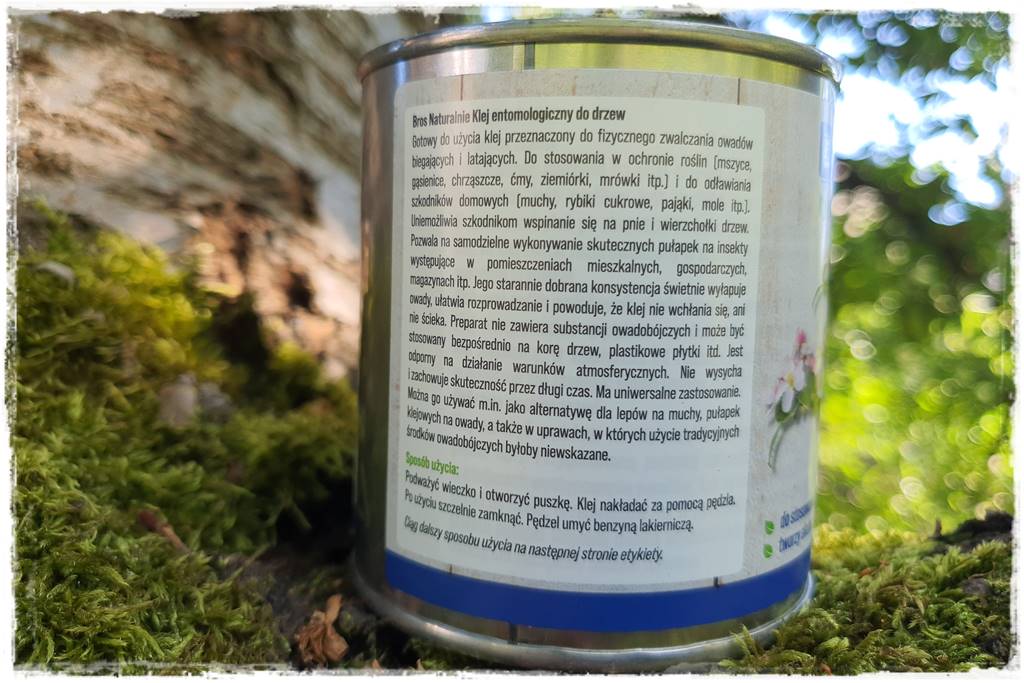 Bros Naturalnie Klej entomologiczny do drzew
Gotowy do użycia klej przeznaczony do fizycznego zwalczania owadów
biegających i latających. Do stosowania w ochronie roślin [mszyce,
gąsienice, chrząszcze, ćmy, ziemiórki, mrówki itp.] i do odławiania
szkodników domowych [muchy, rybiki cukrowe, pająki, mole itp.].
Uniemożliwia szkodnikom wspinanie się na pnie i wierzchołki drzew.
Pozwala na samodzielne wykonywanie skutecznych pułapek na insekty
występujące w pomieszczeniach mieszkalnych, gospodarczych,
magazynach itp. Jego starannie dobrana konsystencja świetnie wyłapuje
owady, ułatwia rozprowadzanie i powoduje, że klej nie wchłania się, ani
nie ścieka. Preparat nie zawiera substancji owadobójczych i może być
stosowany bezpośrednio na korę drzew, plastikowe płytki itd. Jest
odporny na działanie warunków atmosferycznych. Nie wysycha
i zachowuje skuteczność przez długi czas. Ma uniwersalne zastosowanie.
Można go używać m.in. jako alternatywę dla lepów na muchy, pułapek
klejowych na owady, a także w uprawach, w których użycie tradycyjnych
środków owadobójczych byłoby niewskazane.
Sposób użycia:
Podważyć wieczko i otworzyć puszkę. Klej nakładać za pomocą pędzla.
Po użyciu szczelnie zamknąć. Pędzel umyć benzyną lakierniczą.
Ciąg dalszy sposobu użycia na następnej stronie etykiety.
do
tworzy